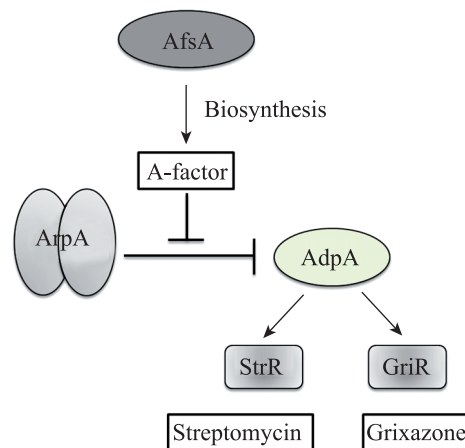 AfsA
Biosynthesis
A-factor
ArpA
AdpA
StrR
GriR
Streptomycin
Grixazone